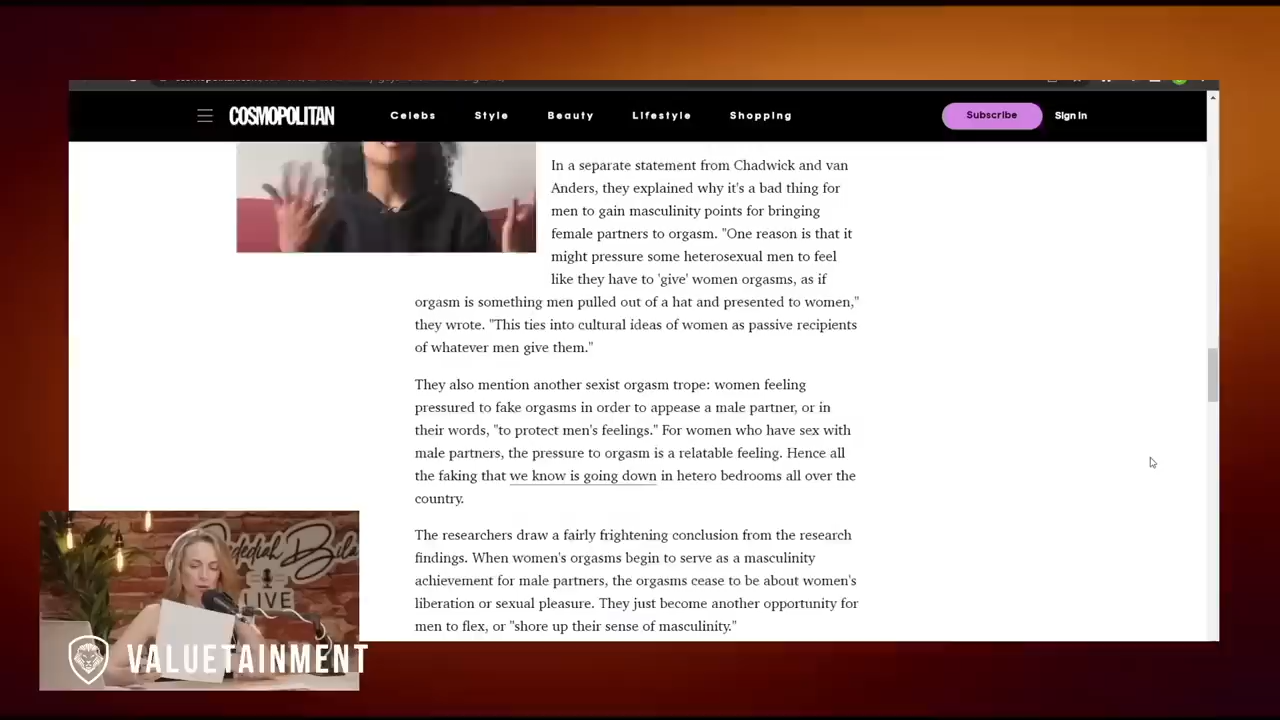 COSMOPOLITAN
Celebs Style Beauty Lifestyle Shopping
Subscribe Sign In
In a separate statement from Chadwick and van
Anders, they explained why it's a bad thing for
men to gain masculinity points for bringing
female partners to orgasm. "One reason is that it
might pressure some heterosexual men to feel
like they have to 'give' women orgasms, as if
orgasm is something men pulled out of a hat and presented to women,"
they wrote. "This ties into cultural ideas of women as passive recipients
of whatever men give them."
They also mention another sexist orgasm trope: women feeling
pressured to fake orgasms in order to appease a male partner, or in
their words, "to protect men's feelings." For women who have sex with
male partners, the pressure to orgasm is a relatable feeling. Hence all
the faking that we know is going down in hetero bedrooms all over the
country.
The researchers draw a fairly frightening conclusion from the research
findings. When women's orgasms begin to serve as a masculinity
achievement for male partners, the orgasms cease to be about women's
liberation or sexual pleasure. They just become another opportunity for
men to flex, or "shore up their sense of masculinity."
LIVE
VALUETAINMENT